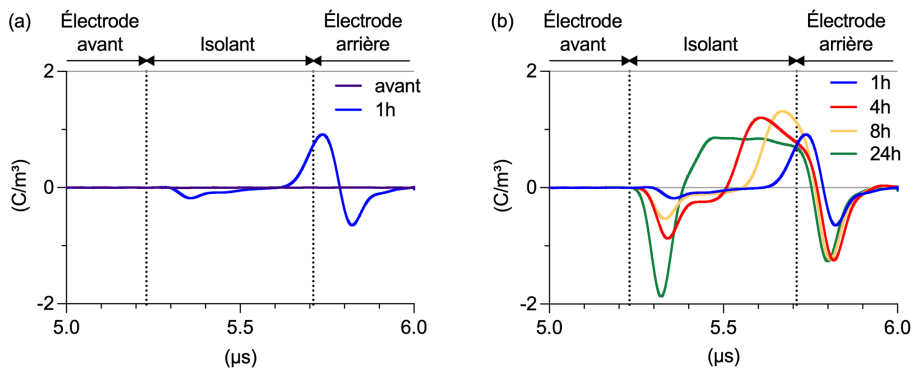 (a)
Électrode
avant
Isolant
Électrode
arrière
2
0
-2
(C/m³)
avant
1h
5.0
5.5
6.0
(µs)
(b)
Électrode
avant
Isolant
Électrode
arrière
2
0
-2
(C/m³)
1h
4h
8h
24h
5.0
5.5
6.0
(µs)